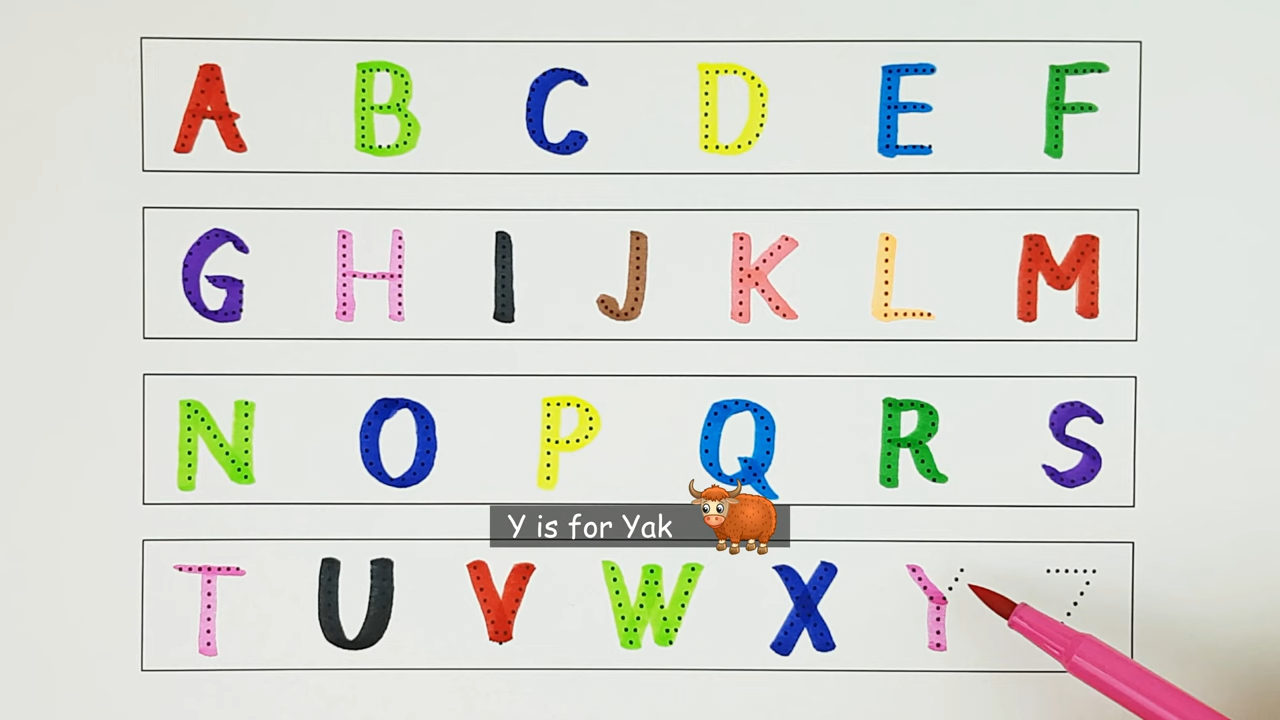 A B C D E F
G H I J K L M
N O P Q R S
Y is for Yak
T U V W X Y Z